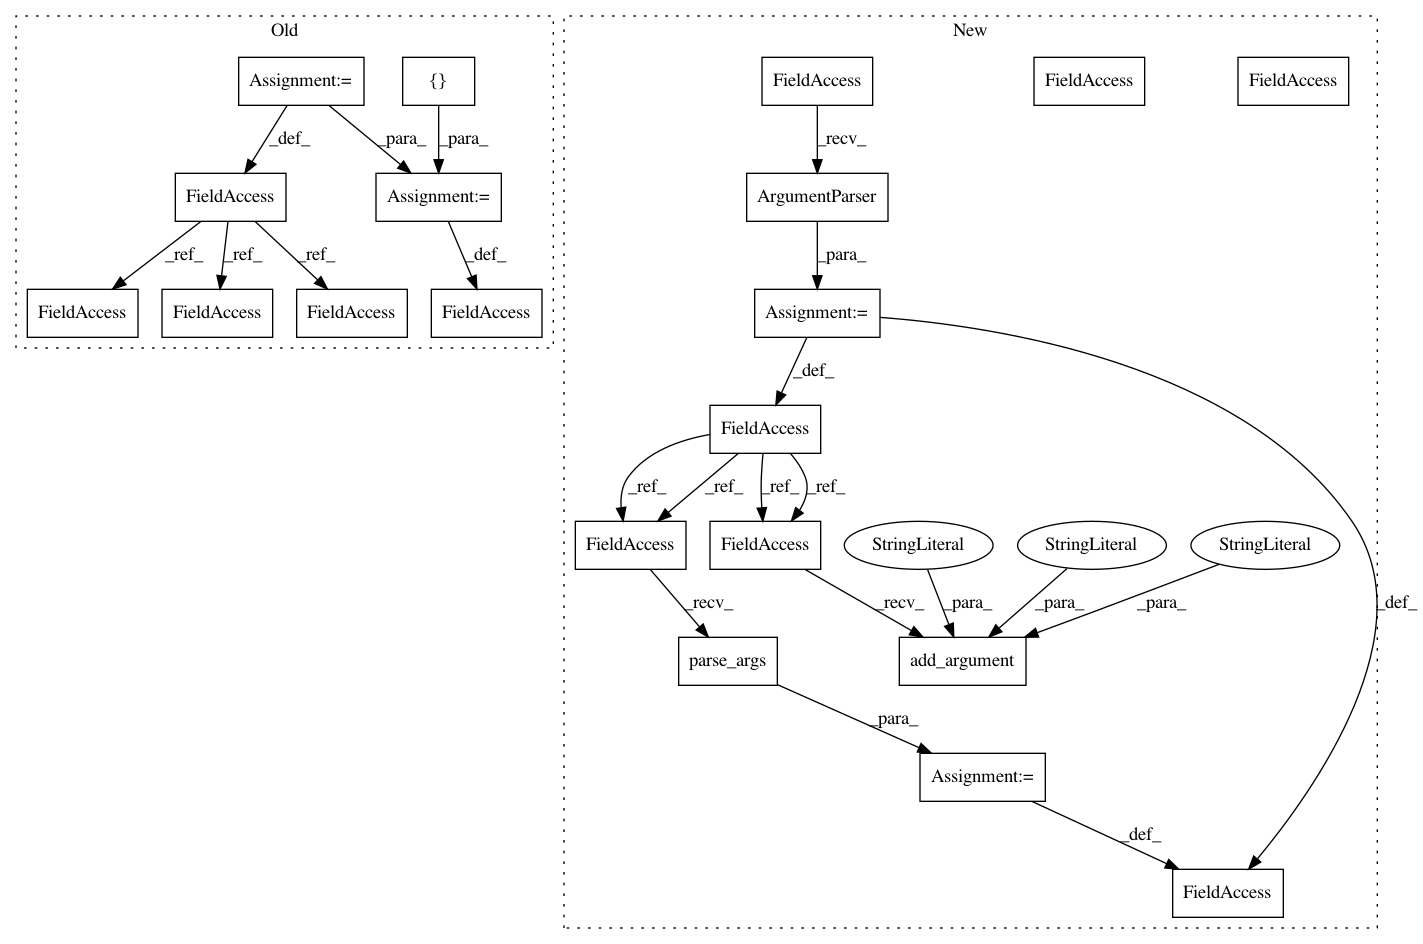 Old
New
Assignment:=
{}
FieldAccess
FieldAccess
FieldAccess
_def_
_para_
_para_
_recv_
FieldAccess
Assignment:=
ArgumentParser
_ref_
_ref_
_ref_
_def_
_para_
FieldAccess
FieldAccess
FieldAccess
FieldAccess
Assignment:=
_def_
FieldAccess
_ref_
_ref_
_ref_
_ref_
FieldAccess
FieldAccess
StringLiteral
StringLiteral
StringLiteral
_recv_
_recv_
_para_
_para_
_para_
_def_
parse_args
add_argument
_para_
Assignment:=
_def_
FieldAccess